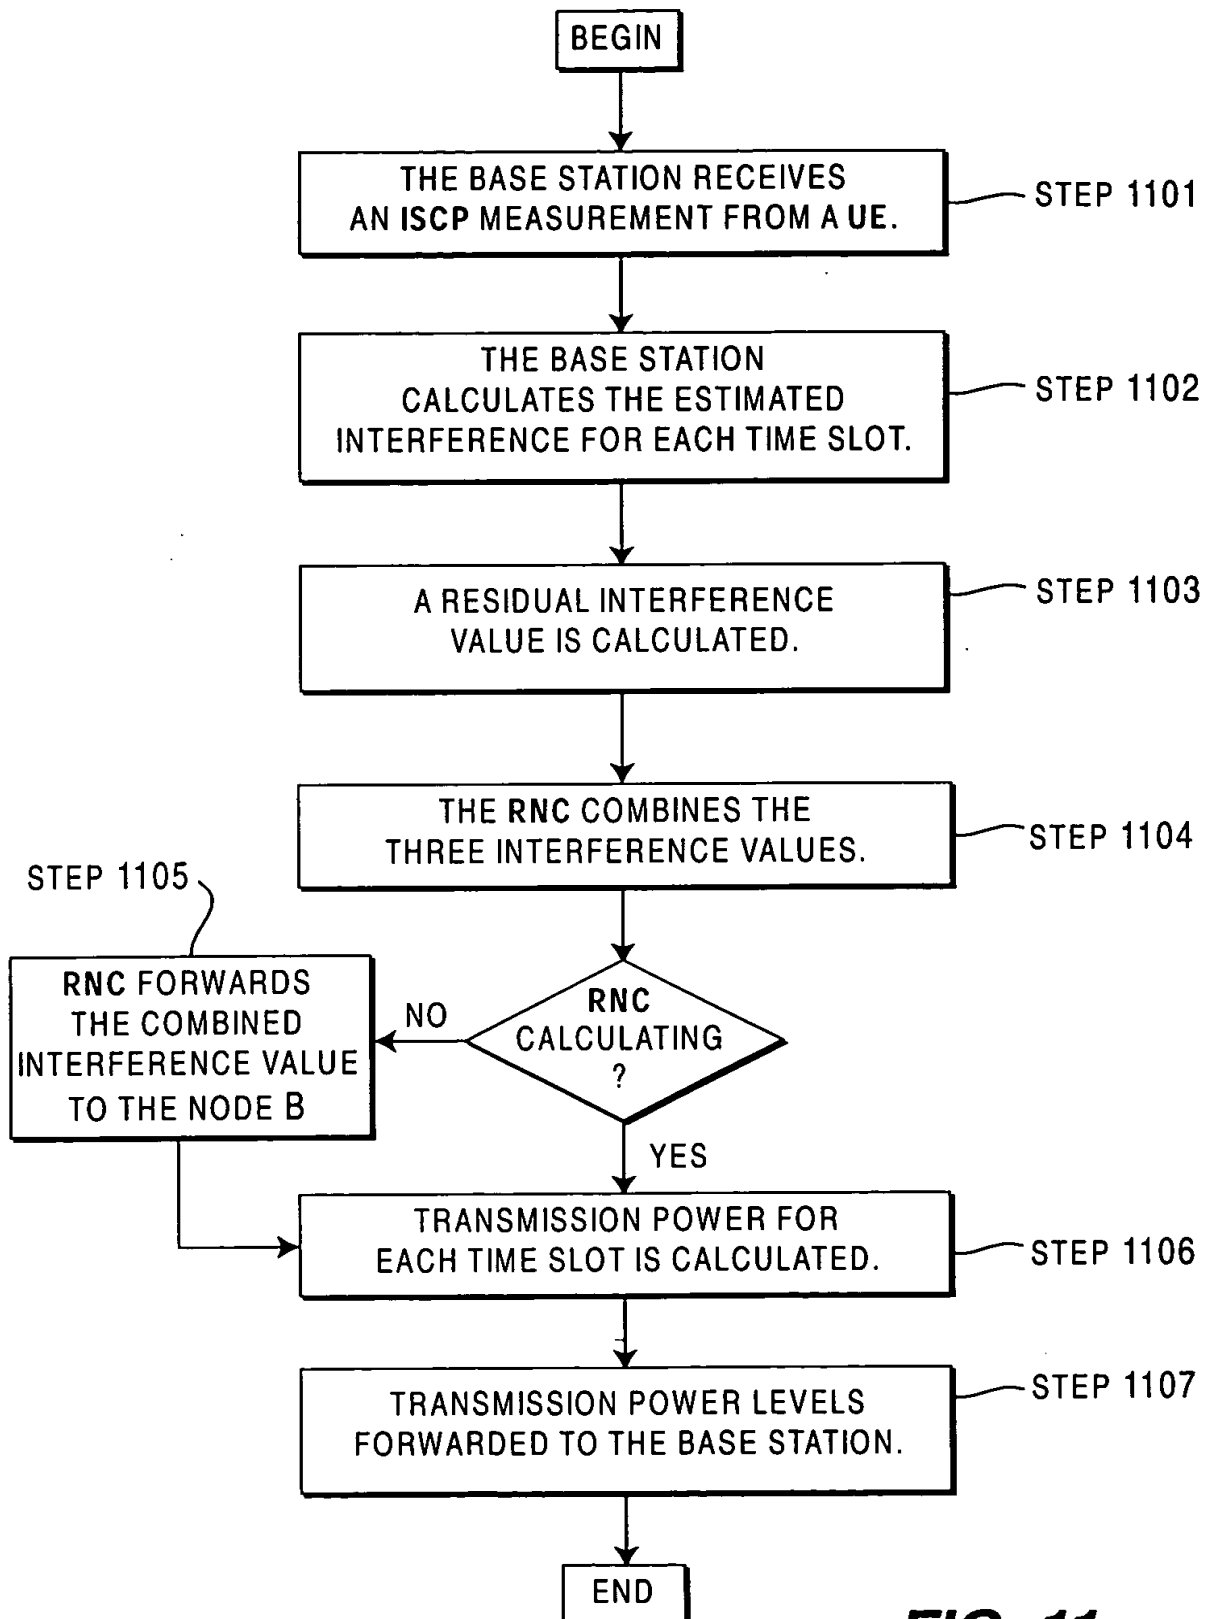 BEGIN
THE BASE STATION RECEIVES
AN ISCP MEASUREMENT FROM A UE.
STEP 1101
THE BASE STATION
CALCULATES THE ESTIMATED
INTERFERENCE FOR EACH TIME SLOT.
STEP 1102
A RESIDUAL INTERFERENCE
VALUE IS CALCULATED.
STEP 1103
THE RNC COMBINES THE
THREE INTERFERENCE VALUES.
STEP 1104
STEP 1105
RNC FORWARDS
THE COMBINED
INTERFERENCE VALUE
TO THE NODE B
NO
RNC
CALCULATING
?
YES
TRANSMISSION POWER FOR
EACH TIME SLOT IS CALCULATED.
STEP 1106
TRANSMISSION POWER LEVELS
FORWARDED TO THE BASE STATION.
STEP 1107
END
FIG. 11